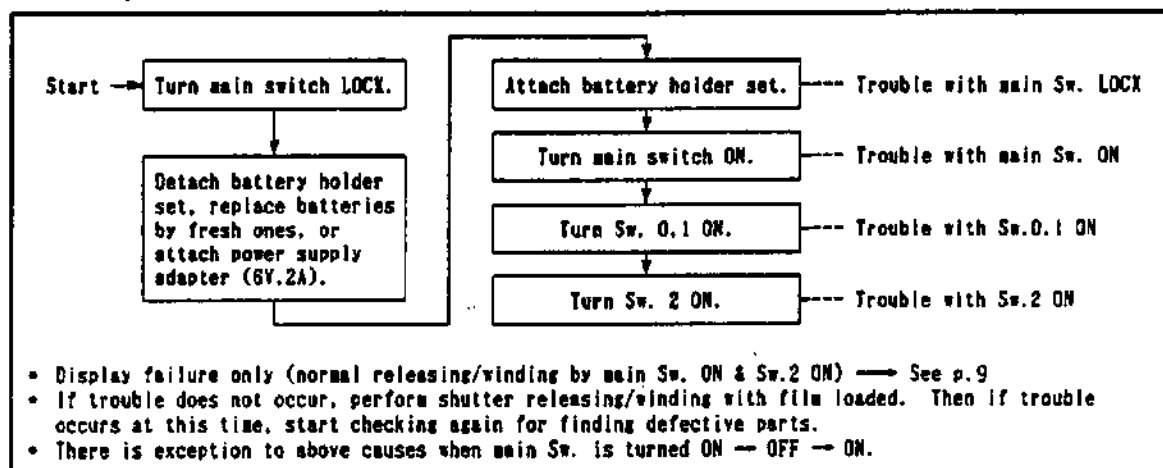 Start → Turn main switch LOCK.
Detach battery holder
set, replace batteries
by fresh ones, or
attach power supply
adapter (6V.2A).
Attach battery holder set. ---- Trouble with main Sw. LOCK
Turn main switch ON. ---- Trouble with main Sw. ON
Turn Sw. 0.1 ON. ---- Trouble with Sw.0.1 ON
Turn Sw. 2 ON. ---- Trouble with Sw.2 ON
* Display failure only (normal releasing/winding by main Sw. ON & Sw.2 ON) → See p.9
* If trouble does not occur, perform shutter releasing/winding with film loaded. Then if trouble
occurs at this time, start checking again for finding defective parts.
* There is exception to above causes when main Sw. is turned ON → OFF → ON.